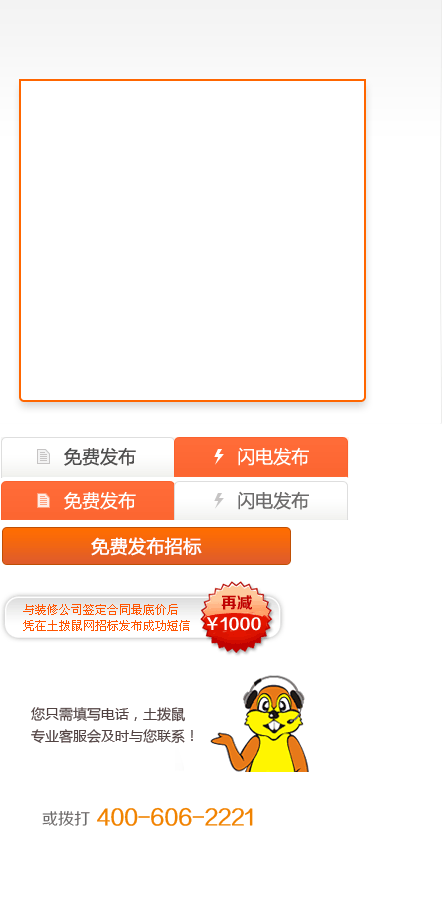 免费发布 闪电发布
免费发布 闪电发布
免费发布招标
与装修公司签定合同最底价后
凭在土拨鼠网招标发布成功短信
再减
¥1000
您只需填写电话，土拨鼠
专业客服会及时与您联系！
或拨打 400-606-2221